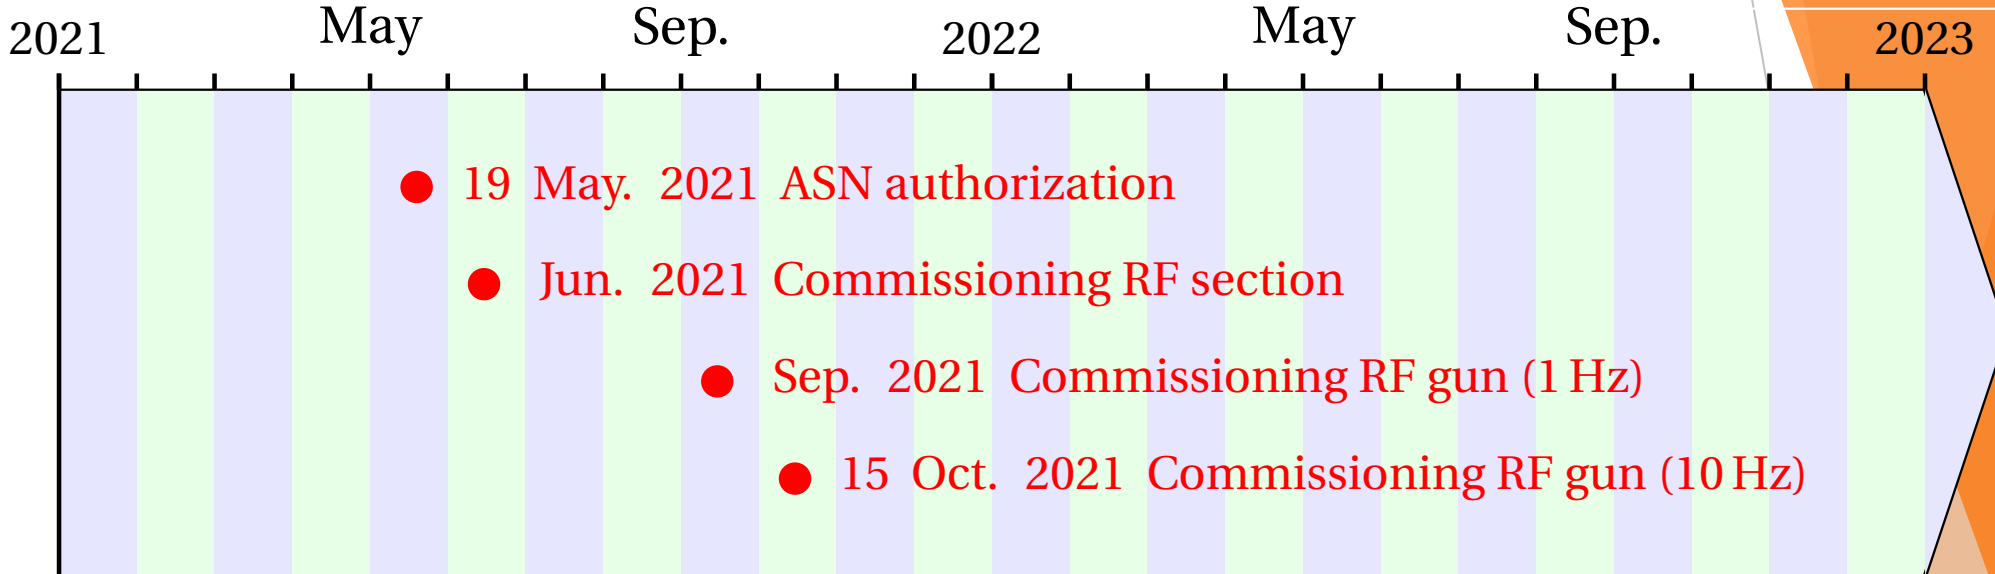 2021 May Sep. 2022 May Sep. 2023
19 May. 2021 ASN authorization
Jun. 2021 Commissioning RF section
Sep. 2021 Commissioning RF gun (1 Hz)
15 Oct. 2021 Commissioning RF gun (10 Hz)